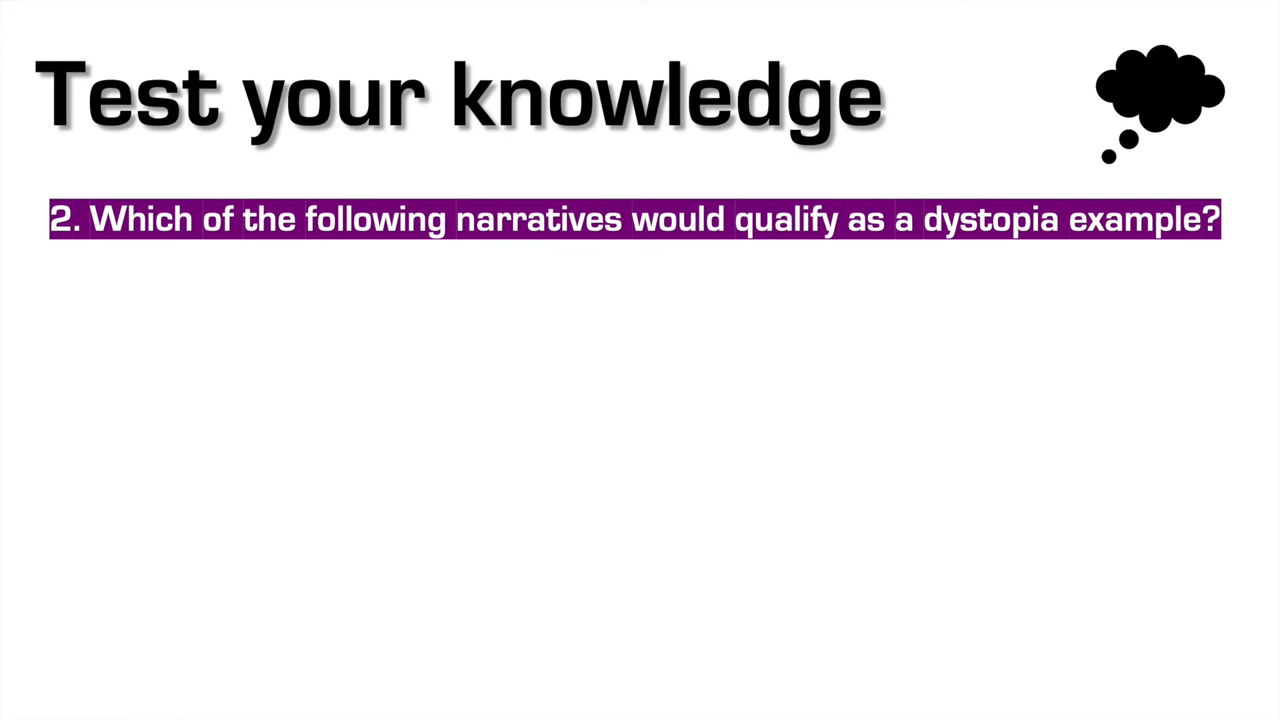 Test your knowledge
2. Which of the following narratives would qualify as a dystopia example?